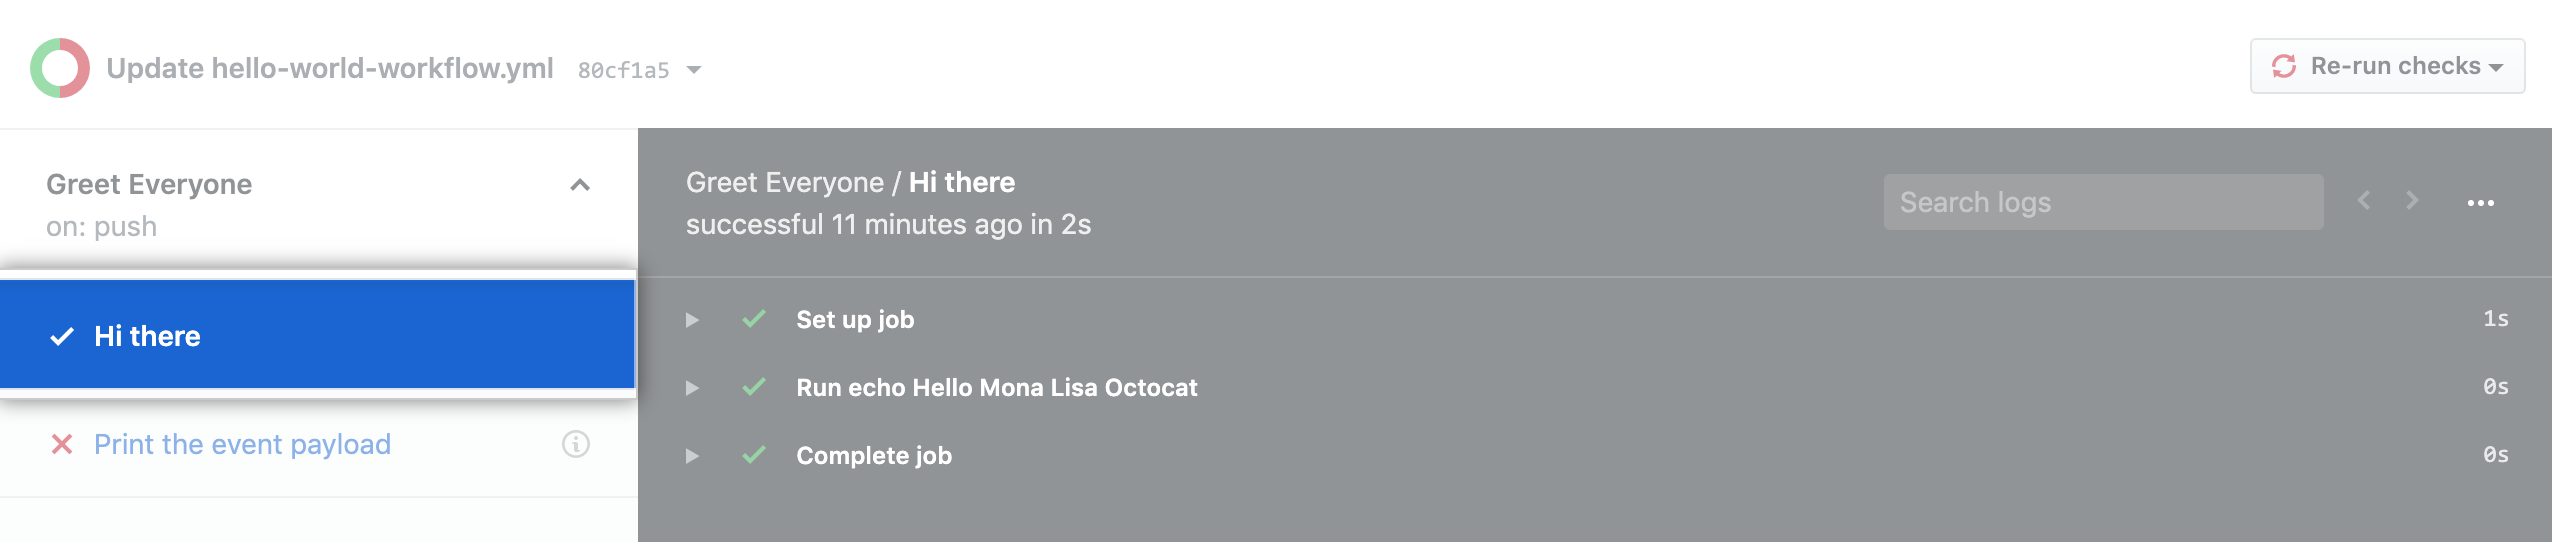 Update hello-world-workflow.yml 80cf1a5
Re-run checks
Greet Everyone
on: push
Hi there
Print the event payload
Greet Everyone / Hi there
successful 11 minutes ago in 2s
Search logs
Set up job 1s
Run echo Hello Mona Lisa Octocat 0s
Complete job 0s